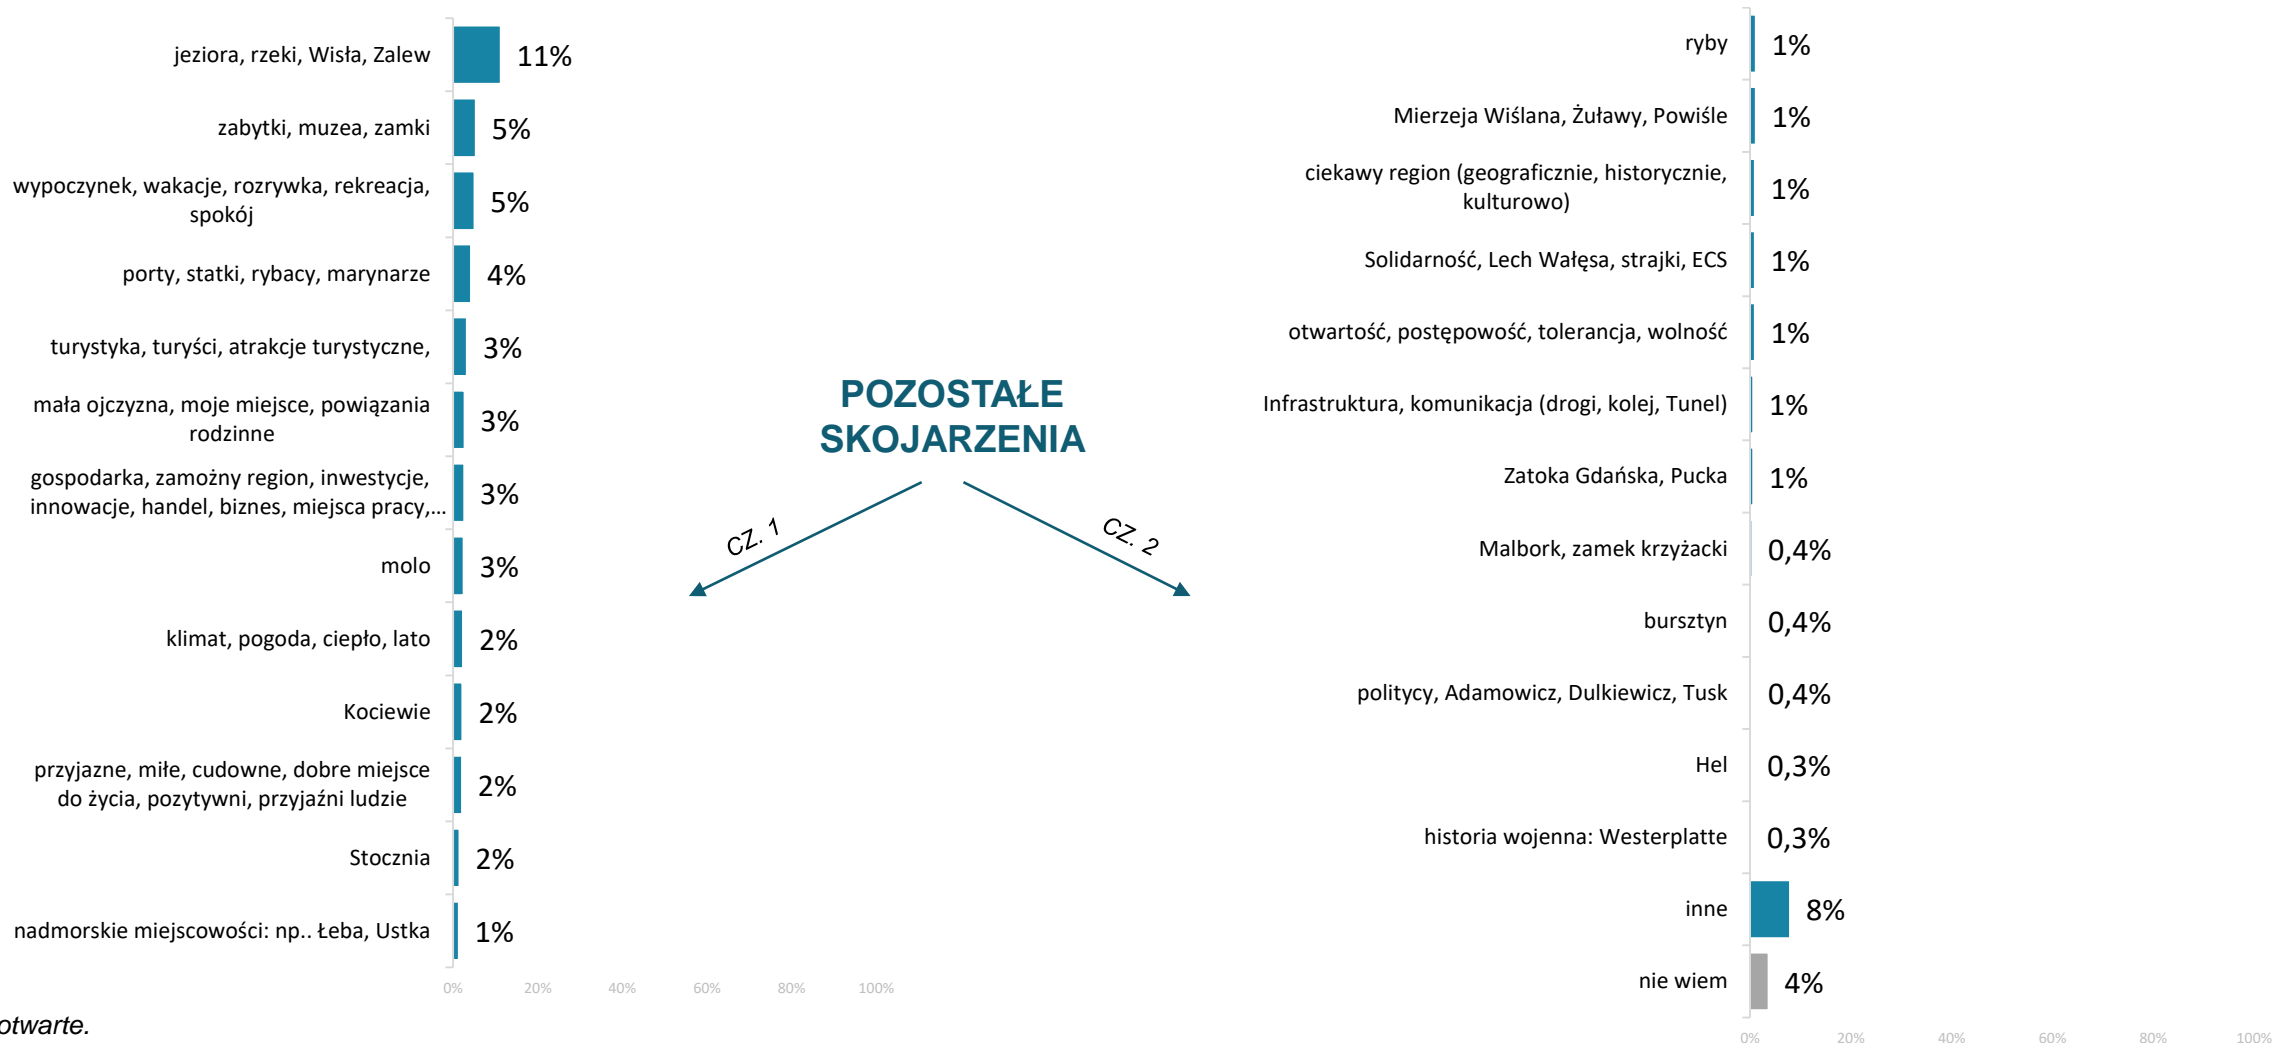 jeziora, rzeki, Wisła, Zalew 11%
zabytki, muzea, zamki 5%
wypoczynek, wakacje, rozrywka, rekreacja,
spokój 5%
porty, statki, rybacy, marynarze 4%
turystyka, turyści, atrakcje turystyczne, 3%
mała ojczyzna, moje miejsce, powiązania
rodzinne 3%
gospodarka, zamożny region, inwestycje,
innowacje, handel, biznes, miejsca pracy,... 3%
molo 3%
klimat, pogoda, ciepło, lato 2%
Kociewie 2%
przyjazne, miłe, cudowne, dobre miejsce
do życia, pozytywni, przyjaźni ludzie 2%
Stocznia 2%
nadmorskie miejscowości: np.. Łeba, Ustka 1%
0% 20% 40% 60% 80% 100%
otwarte.
POZOSTAŁE
SKOJARZENIA
CZ. 1
CZ. 2
ryby 1%
Mierzeja Wiślana, Żuławy, Powiśle 1%
ciekawy region (geograficznie, historycznie,
kulturowo) 1%
Solidarność, Lech Wałęsa, strajki, ECS 1%
otwartość, postępowość, tolerancja, wolność 1%
Infrastruktura, komunikacja (drogi, kolej, Tunel) 1%
Zatoka Gdańska, Pucka 1%
Malbork, zamek krzyżacki 0,4%
bursztyn 0,4%
politycy, Adamowicz, Dulkiewicz, Tusk 0,4%
Hel 0,3%
historia wojenna: Westerplatte 0,3%
inne 8%
nie wiem 4%
0% 20% 40% 60% 80% 100%